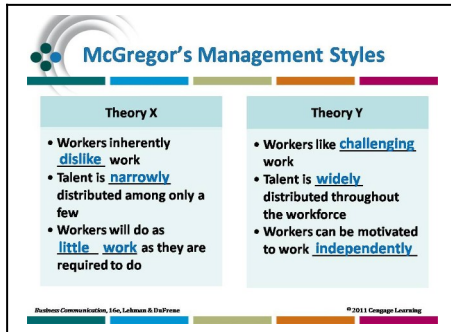 McGregor's Management Styles
Theory X
• Workers inherently
dislike work
• Talent is narrowly
distributed among only a
few
• Workers will do as
little work as they are
required to do
Theory Y
• Workers like challenging
work
• Talent is widely
distributed throughout
the workforce
• Workers can be motivated
to work independently
Business Communication, 16e, Lehman & DuFrene
©2011 Cengage Learning